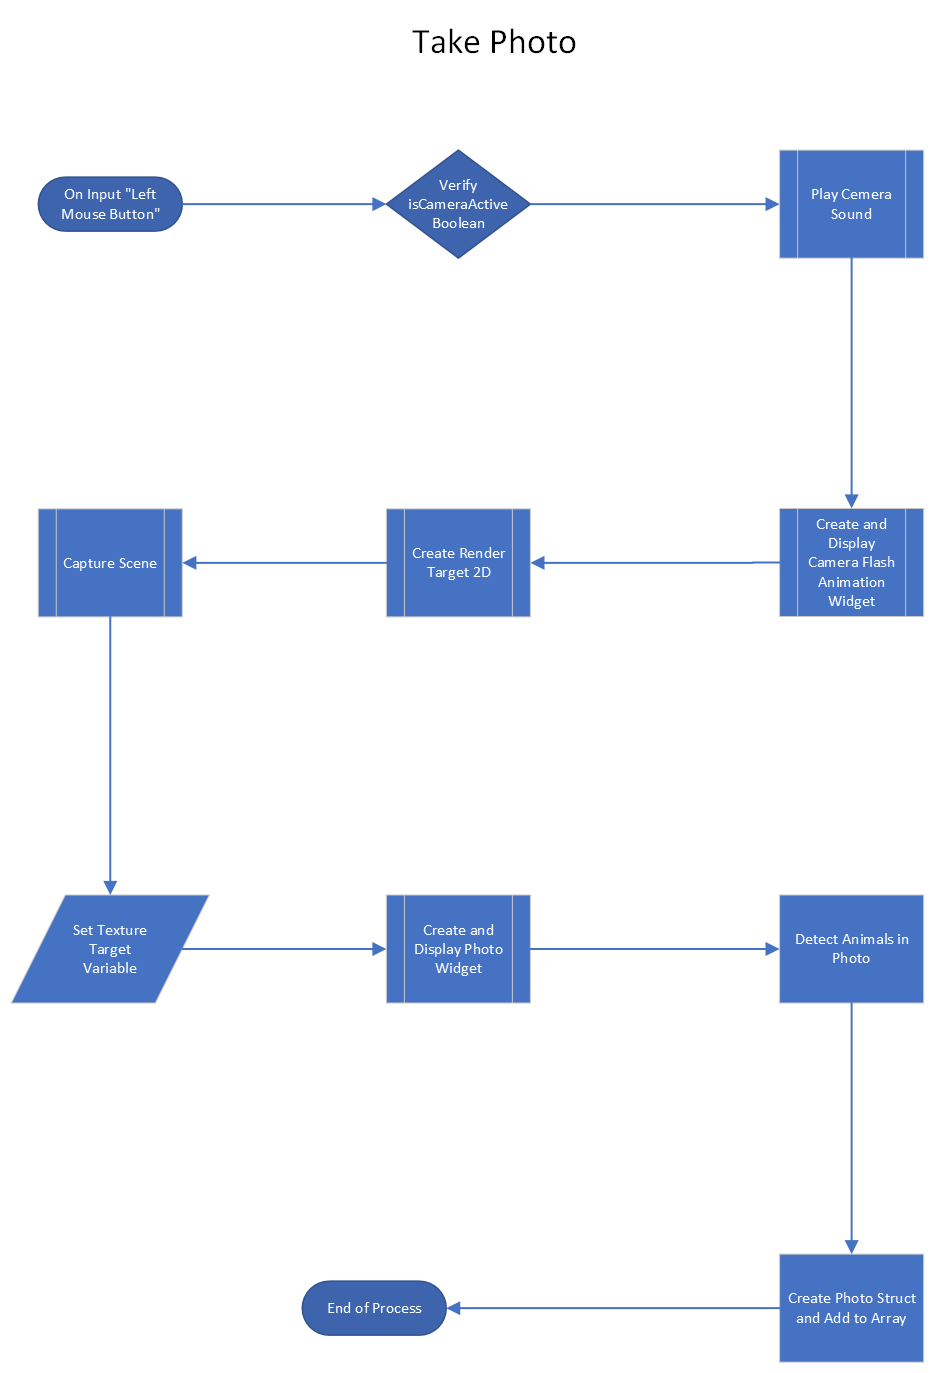 Take Photo
On Input "Left
Mouse Button"
Verify
isCameraActive
Boolean
Play Cemera
Sound
Create and
Display
Camera Flash
Animation
Widget
Create Render
Target 2D
Capture Scene
Set Texture
Target
Variable
Create and
Display Photo
Widget
Detect Animals in
Photo
Create Photo Struct
and Add to Array
End of Process